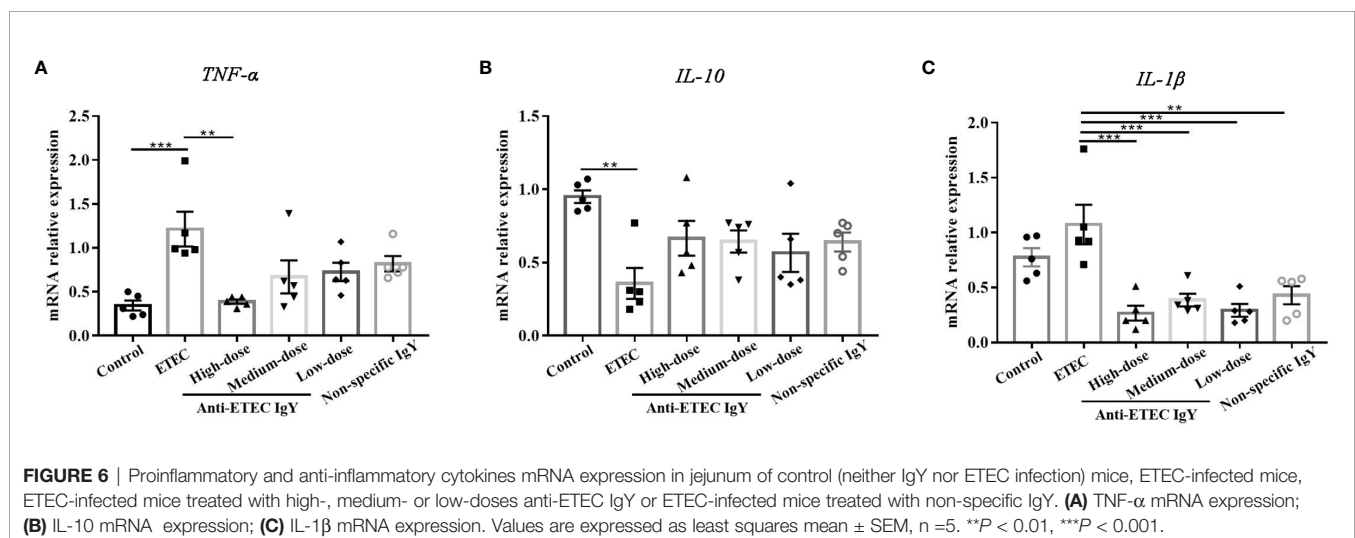 A
TNF-α
mRNA relative expression
2.5
2.0
1.5
1.0
0.5
0.0
***
**
Control
ETEC
High-dose
Medium-dose
Low-dose
Non-specific IgY
Anti-ETEC IgY
B
IL-10
mRNA relative expression
1.5
1.0
0.5
0.0
**
Control
ETEC
High-dose
Medium-dose
Low-dose
Non-specific IgY
Anti-ETEC IgY
C
IL-1β
mRNA relative expression
2.0
1.5
1.0
0.5
0.0
**
***
***
***
Control
ETEC
High-dose
Medium-dose
Low-dose
Non-specific IgY
Anti-ETEC IgY
FIGURE 6 | Proinflammatory and anti-inflammatory cytokines mRNA expression in jejunum of control (neither IgY nor ETEC infection) mice, ETEC-infected mice,
ETEC-infected mice treated with high-, medium- or low-doses anti-ETEC IgY or ETEC-infected mice treated with non-specific IgY. (A) TNF-α mRNA expression;
(B) IL-10 mRNA expression; (C) IL-1β mRNA expression. Values are expressed as least squares mean ± SEM, n =5. **P < 0.01, ***P < 0.001.